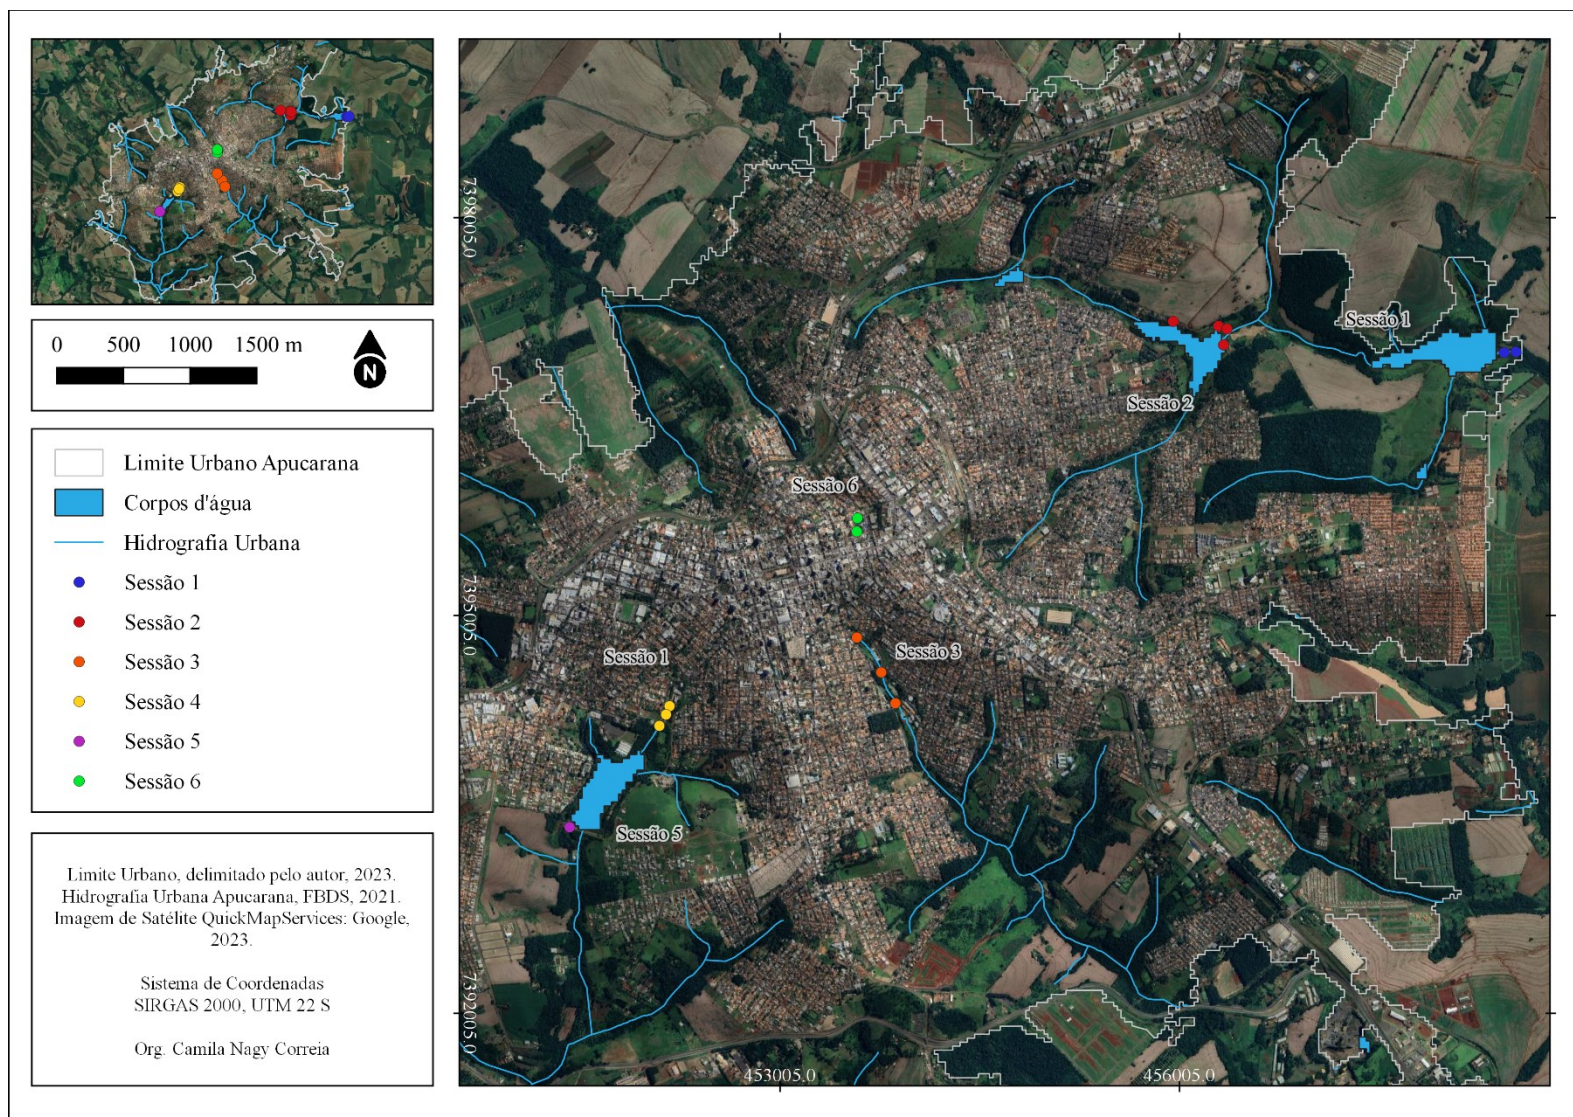 0 500 1000 1500 m
N
Limite Urbano Apucarana
Corpos d'água
Hidrografia Urbana
Sessão 1
Sessão 2
Sessão 3
Sessão 4
Sessão 5
Sessão 6
Limite Urbano, delimitado pelo autor, 2023.
Hidrografia Urbana Apucarana, FBDS, 2021.
Imagem de Satélite QuickMapServices: Google,
2023.
Sistema de Coordenadas
SIRGAS 2000, UTM 22 S
Org. Camila Nagy Correia
7398005,0
Sessão 1
Sessão 2
Sessão 6
7395005,0
Sessão 3
Sessão 1
Sessão 5
7392005,0
453005,0
456005,0